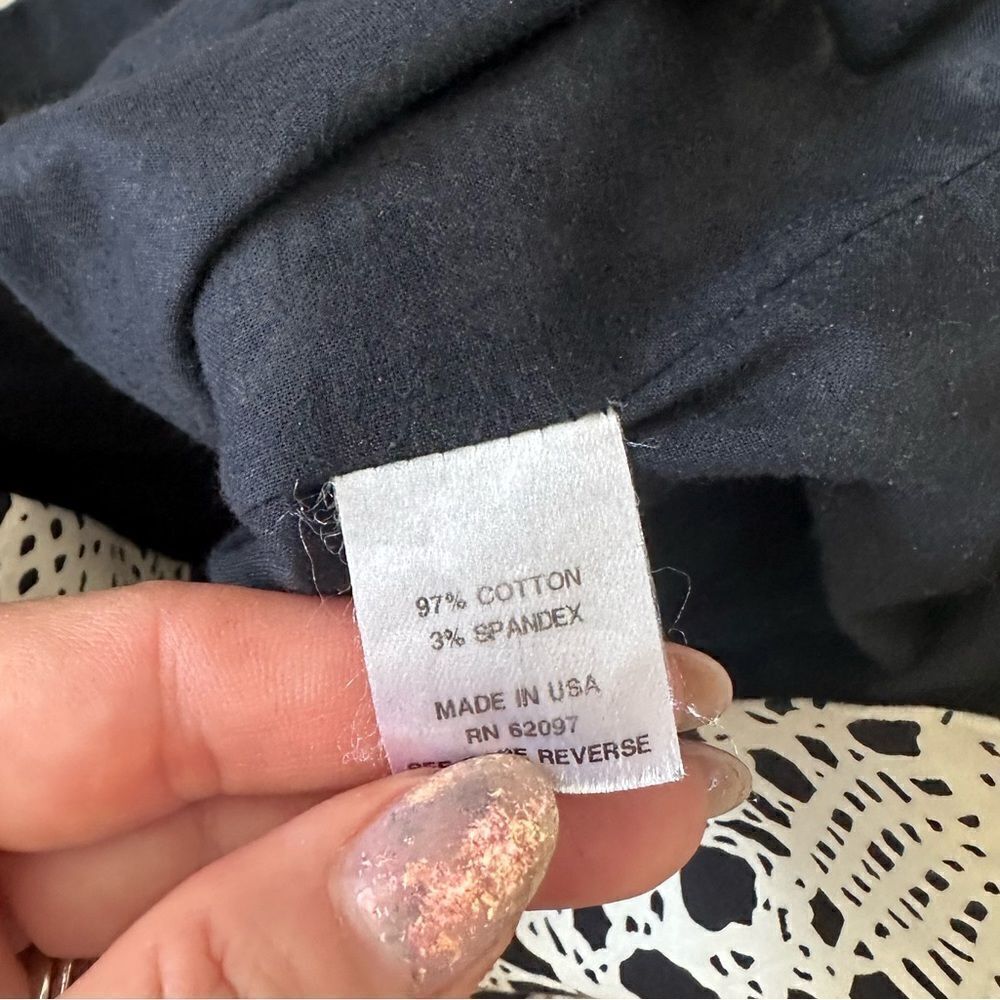 97% COTTON
3% SPANDEX
MADE IN USA
RN 62097
REVERSE